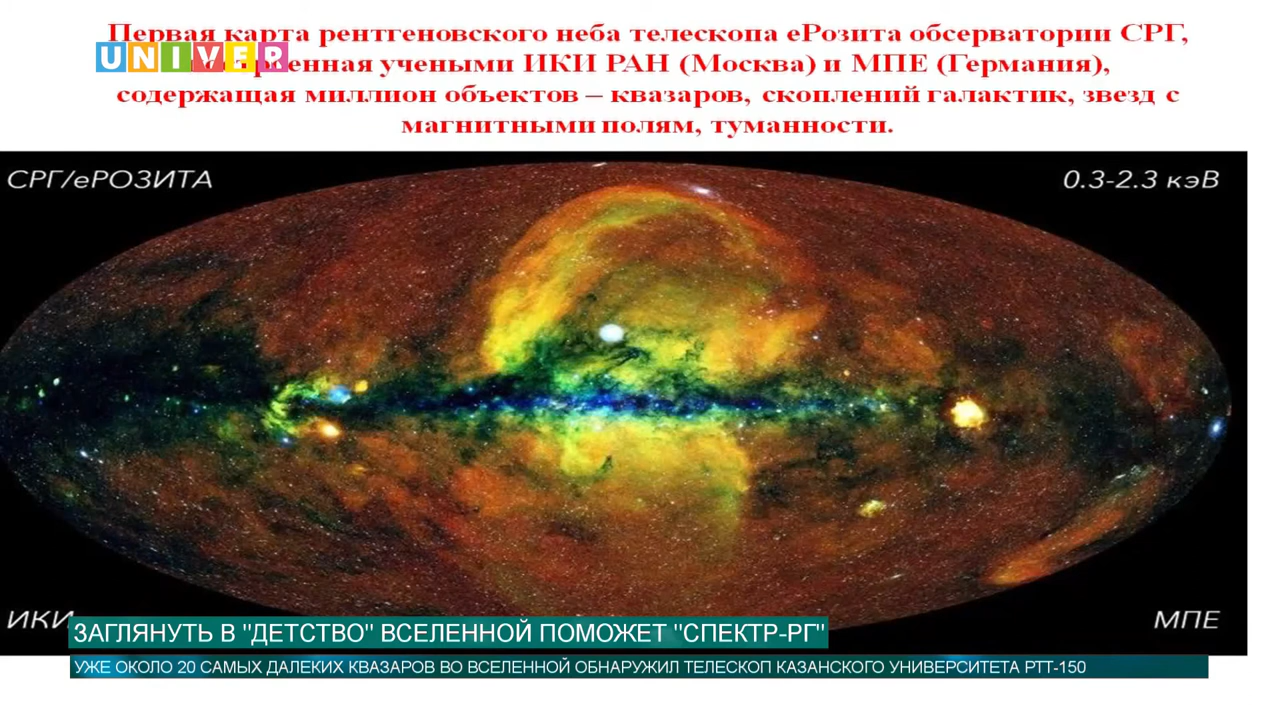 Первая карта рентгеновского неба телескопа еРозита обсерватории СРГ,
UNIVER
учеными ИКИ РАН (Москва) и МПЕ (Германия),
содержащая миллион объектов – квазаров, скоплений галактик, звезд с
магнитными полям, туманности.
СРГ/еРОЗИТА
0.3-2.3 кэВ
ИКИ
МПЕ
ЗАГЛЯНУТЬ В "ДЕТСТВО" ВСЕЛЕННОЙ ПОМОЖЕТ "СПЕКТР-РГ"
УЖЕ ОКОЛО 20 САМЫХ ДАЛЕКИХ КВАЗАРОВ ВО ВСЕЛЕННОЙ ОБНАРУЖИЛ ТЕЛЕСКОП КАЗАНСКОГО УНИВЕРСИТЕТА РТТ-150